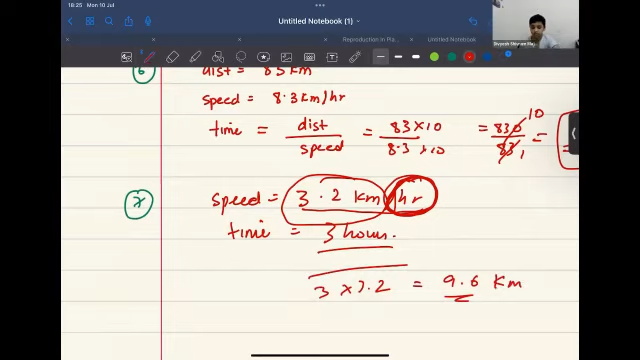 18:25 Mon 10 Jul
Untitled Notebook (1)
Reproduction in Pla
Untitled Notebook
6 dist = 83 km
speed = 8.3 km/hr
time = dist / speed = 83 × 10 / 8.3 × 10 = 830 / 83 10 1 =
7 speed = 3.2 km / hr
time = 3 hour.
3 × 3.2 = 9.6 Km